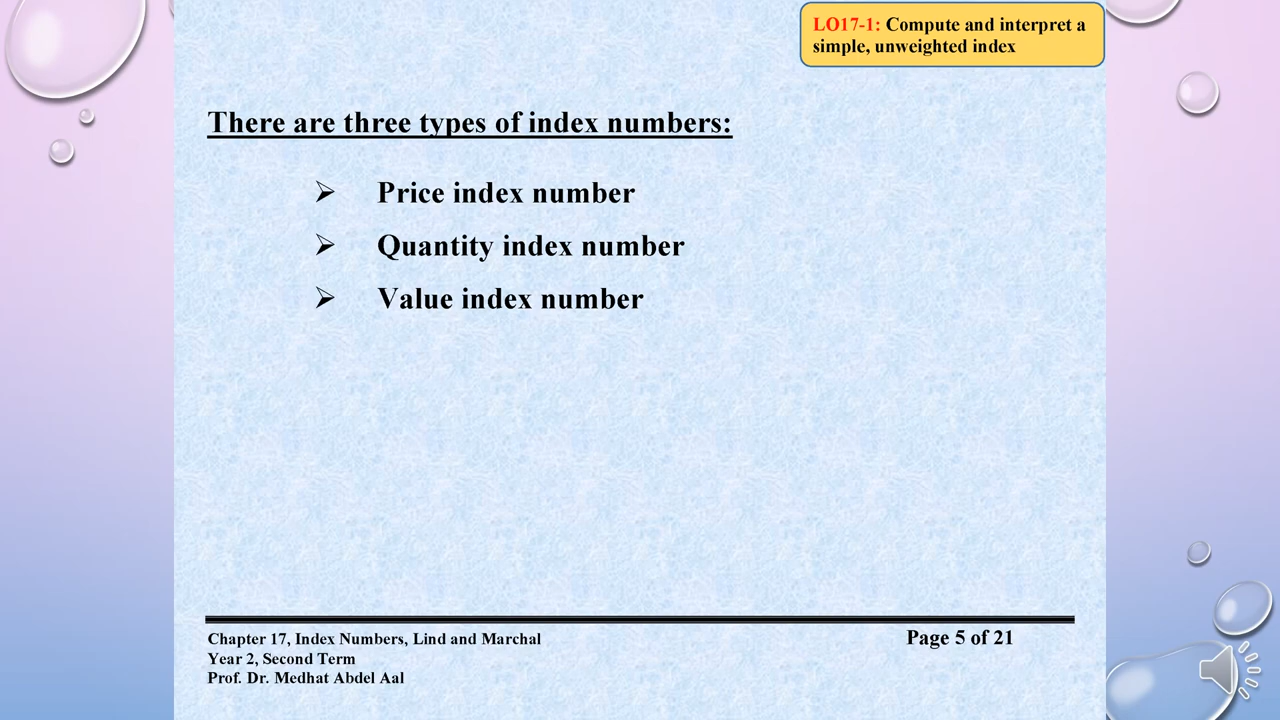 LO17-1: Compute and interpret a
simple, unweighted index
There are three types of index numbers:
➢ Price index number
➢ Quantity index number
➢ Value index number
Chapter 17, Index Numbers, Lind and Marchal
Page 5 of 21
Year 2, Second Term
Prof. Dr. Medhat Abdel Aal